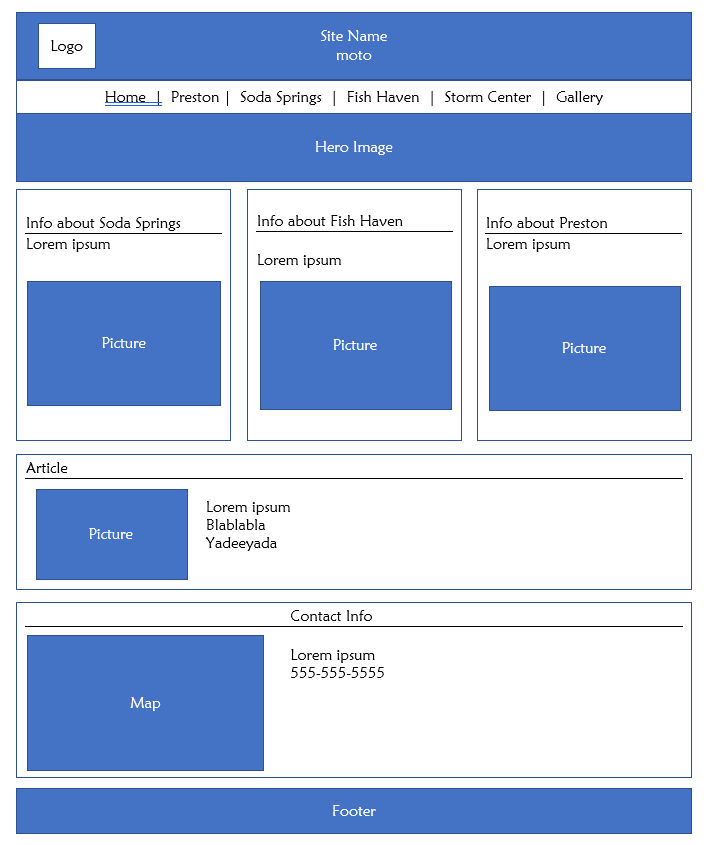 Logo
Site Name
moto
Home | Preston | Soda Springs | Fish Haven | Storm Center | Gallery
Hero Image
Info about Soda Springs
Lorem ipsum
Picture
Info about Fish Haven
Lorem ipsum
Picture
Info about Preston
Lorem ipsum
Picture
Article
Picture
Lorem ipsum
Blablabla
Yadeeyada
Contact Info
Map
Lorem ipsum
555-555-5555
Footer